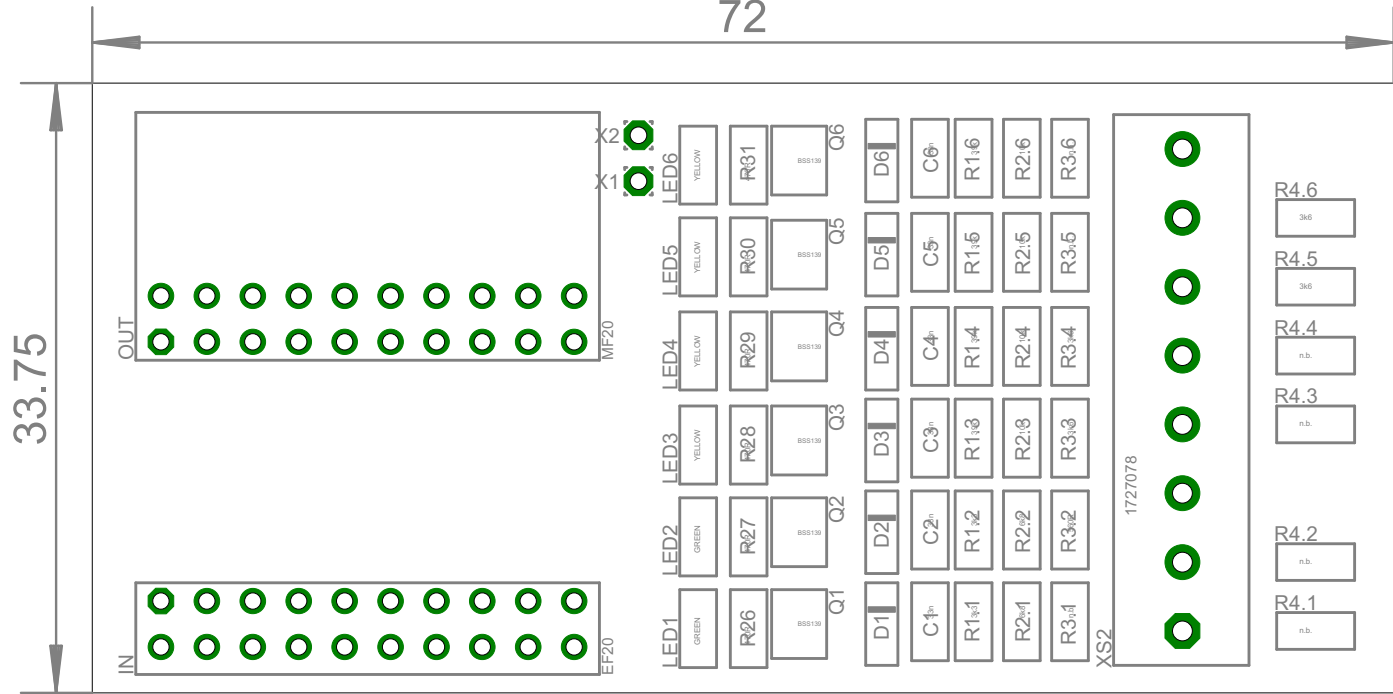 72
33.75
OUT
MF20
IN
EF20
X2
X1
LED6
YELLOW
R31
BSS139
Q6
D6
C6
R1.6
R2.6
R3.6
LED5
YELLOW
R30
BSS139
Q5
D5
C5
R1.5
R2.5
R3.5
LED4
YELLOW
R29
BSS139
Q4
D4
C4
R1.4
R2.4
R3.4
LED3
YELLOW
R28
BSS139
Q3
D3
C3
R1.3
R2.3
R3.3
LED2
GREEN
R27
BSS139
Q2
D2
C2
R1.2
R2.2
R3.2
LED1
GREEN
R26
BSS139
Q1
D1
C1
R1.1
R2.1
R3.1
1727078
XS2
R4.6
3k6
R4.5
3k6
R4.4
n.b.
R4.3
n.b.
R4.2
n.b.
R4.1
n.b.